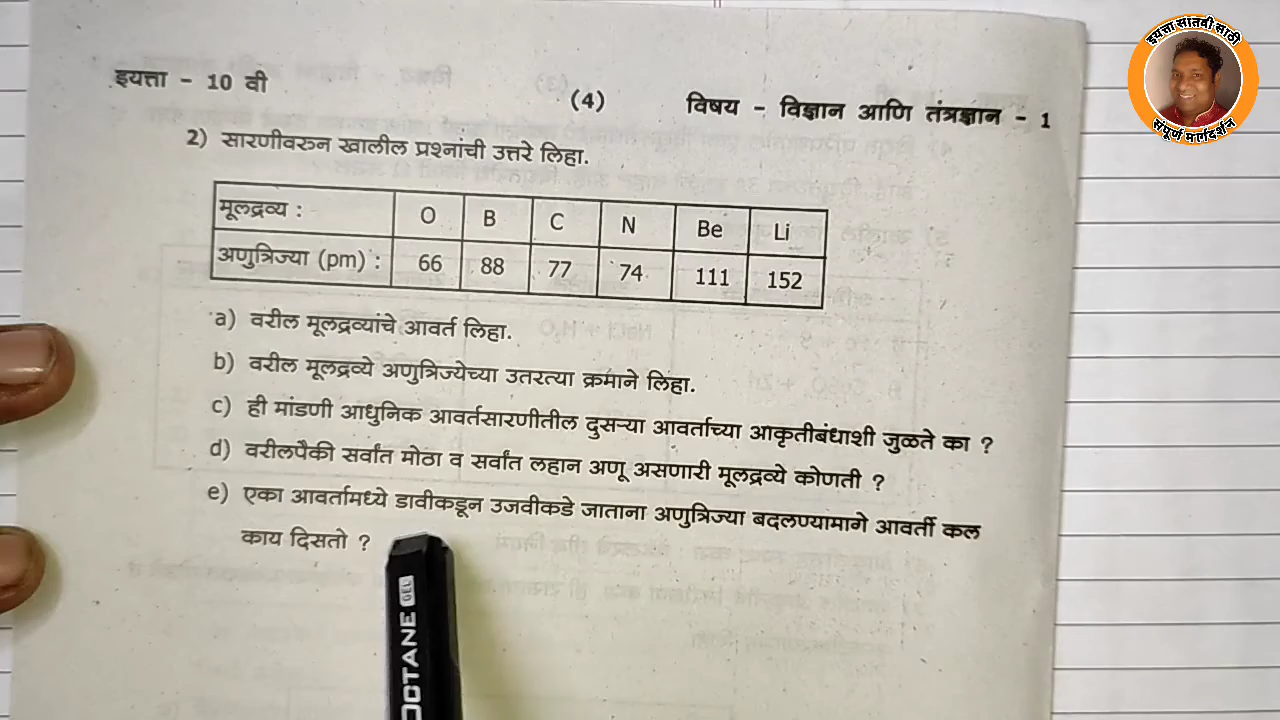 इयत्ता सातवी साठी
संपूर्ण मार्गदर्शन
इयत्ता - 10 वी (4) विषय - विज्ञान आणि तंत्रज्ञान - 1
2) सारणीवरुन खालील प्रश्नांची उत्तरे लिहा.
मूलद्रव्य : O B C N Be Li
अणुत्रिज्या (pm) : 66 88 77 74 111 152
a) वरील मूलद्रव्यांचे आवर्त लिहा.
b) वरील मूलद्रव्ये अणुत्रिज्येच्या उतरत्या क्रमाने लिहा.
c) ही मांडणी आधुनिक आवर्तसारणीतील दुसऱ्या आवर्ताच्या आकृतीबंधाशी जुळते का ?
d) वरीलपैकी सर्वांत मोठा व सर्वांत लहान अणू असणारी मूलद्रव्ये कोणती ?
e) एका आवर्तामध्ये डावीकडून उजवीकडे जाताना अणुत्रिज्या बदलण्यामागे आवर्ती कल
काय दिसतो ?
OCTANE GEL